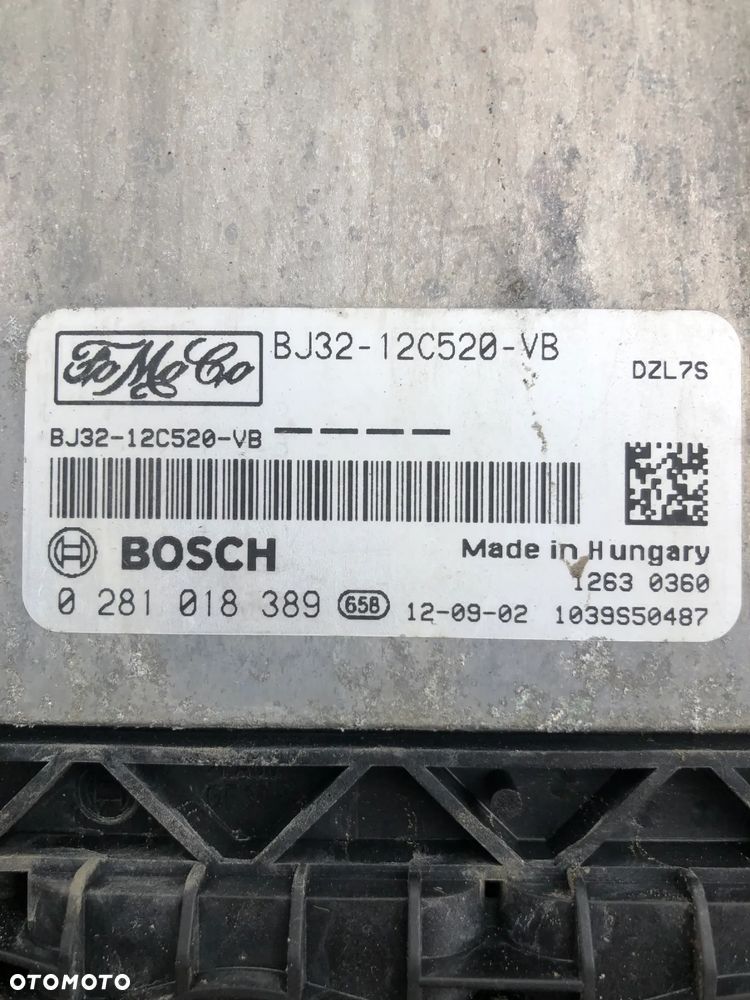 FoMoCo BJ32-12C520-VB
DZL7S
BJ32-12C520-VB
BOSCH Made in Hungary
1263 0360
0 281 018 389 65B 12-09-02 1039S50487
OTOMOTO